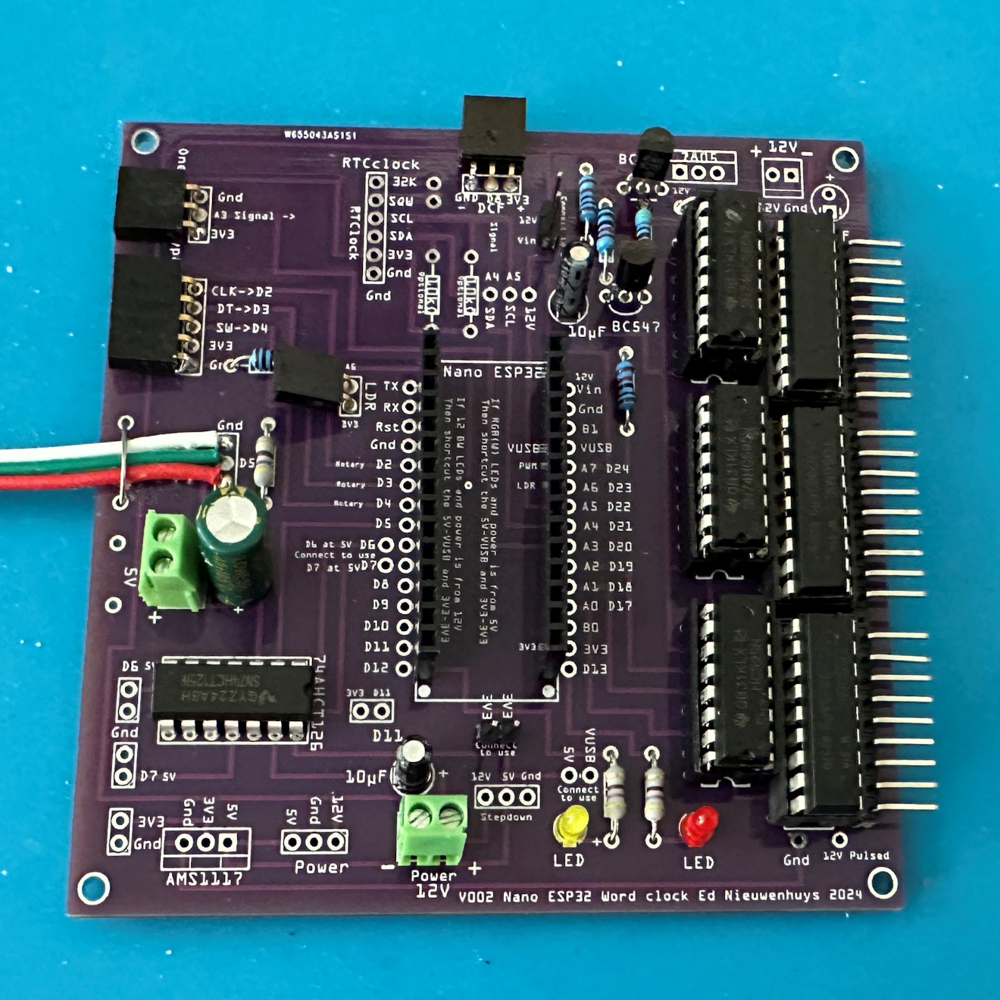 W655043AS1S1
RTCclock
32K
SQW
SCL
SDA
3V3
Gnd
Gnd
RTClock
One
Gnd
A3 Signal ->
3V3
CLK->D2
DT->D3
SW->D4
3V3
GND D6 3V3
- DCF +
Signal
12V
Vin
7805
+ 12V -
12V Gnd
+
12V
optional
10kΩ
optional
10kΩ
A4 A5
SDA SCL 12V
10µF
BC547
A6
LDR
3V3
Nano ESP32
If 12 BW LEDs and power is from 12V
Then shortcut the 5V-VUSB and 3V3-3V3
If RGB(W) LEDs and power is from 5V
Then shortcut the 5V-VUSB and 3V3-3V3
TX
RX
Rst
Gnd
Rotary D2
Rotary D3
Rotary D4
D5
D6 at 5V D6
Connect to use
D7 at 5V D7
D8
D9
D10
D11
D12
12V
Vin
Gnd
B1
VUSB VUSB
PWM A7 D24
LDR A6 D23
A5 D22
A4 D21
A3 D20
A2 D19
A1 D18
A0 D17
B0
3V3 3V3
D13
Gnd
D5
5V
+
+
D6 5V
Gnd
D7 5V
3V3
Gnd
SN74HCT125N
74AHCT126
3V3 D11
D11
3V3 3V3
Connect
to use
10µF +
12V 5V Gnd
Stepdown
5V VUSB
Connect
to use
Gnd 3V3 5V
AMS1117
5V Gnd 12V
Power
- +
Power
12V
LED
+
LED
Gnd
12V Pulsed
V002 Nano ESP32 Word clock Ed Nieuwenhuys 2024